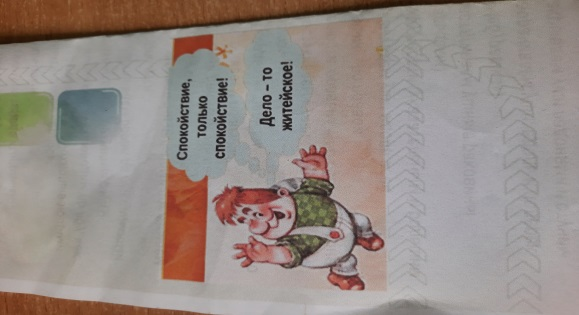 Спокойствие,
только
спокойствие!
Дело – то
житейское!